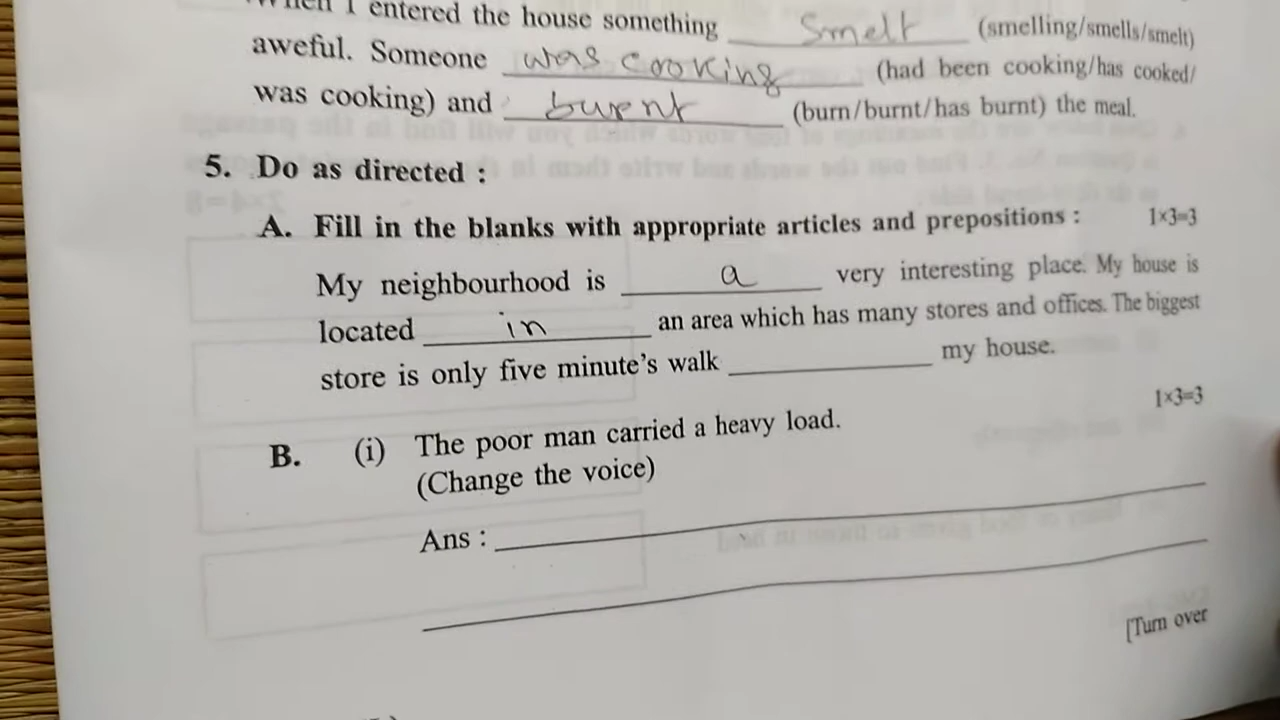 When I entered the house something smelt (smelling/smells/smelt)
aweful. Someone was cooking (had been cooking/has cooked/
was cooking) and burnt (burn/burnt/has burnt) the meal.
5. Do as directed :
A. Fill in the blanks with appropriate articles and prepositions : 1×3=3
My neighbourhood is a very interesting place. My house is
located in an area which has many stores and offices. The biggest
store is only five minute's walk ____ my house.
1×3=3
B. (i) The poor man carried a heavy load.
(Change the voice)
Ans :
[Turn over